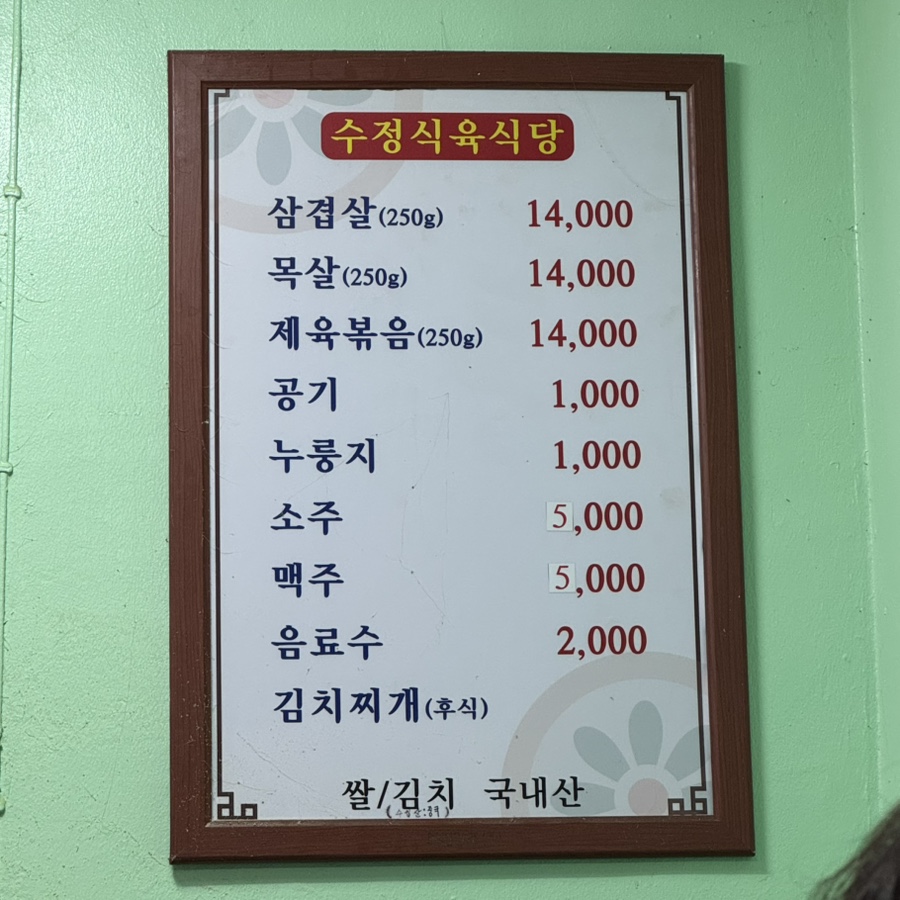 수정식육식당
삼겹살(250g) 14,000
목살(250g) 14,000
제육볶음(250g) 14,000
공기 1,000
누룽지 1,000
소주 5,000
맥주 5,000
음료수 2,000
김치찌개(후식)
쌀/김치 국내산